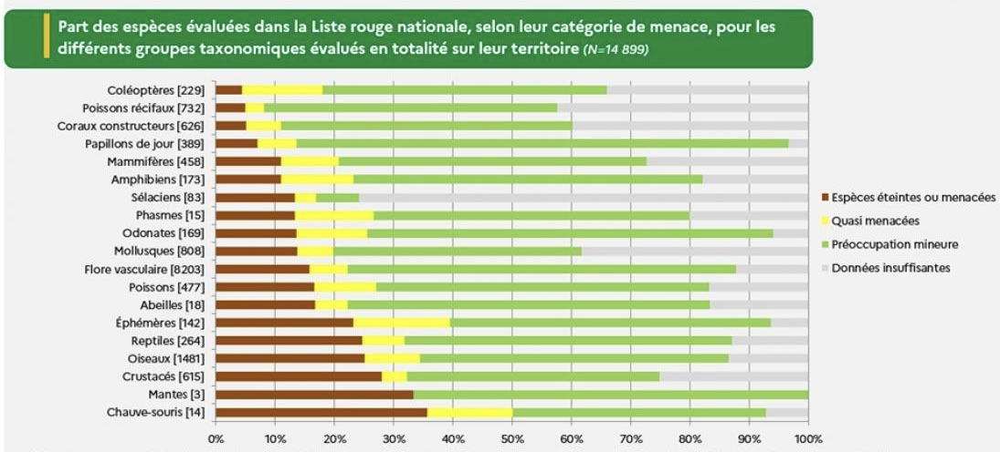 Part des espèces évaluées dans la Liste rouge nationale, selon leur catégorie de menace, pour les
différents groupes taxonomiques évalués en totalité sur leur territoire (N=14 899)
Coléoptères [229]
Poissons récifaux [732]
Coraux constructeurs [626]
Papillons de jour [389]
Mammifères [458]
Amphibiens [173]
Sélaciens [83]
Phasmes [15]
Odonates [169]
Mollusques [808]
Flore vasculaire [8203]
Poissons [477]
Abeilles [18]
Éphémères [142]
Reptiles [264]
Oiseaux [1481]
Crustacés [615]
Mantes [3]
Chauve-souris [14]
0% 10% 20% 30% 40% 50% 60% 70% 80% 90% 100%
Espèces éteintes ou menacées
Quasi menacées
Préoccupation mineure
Données insuffisantes